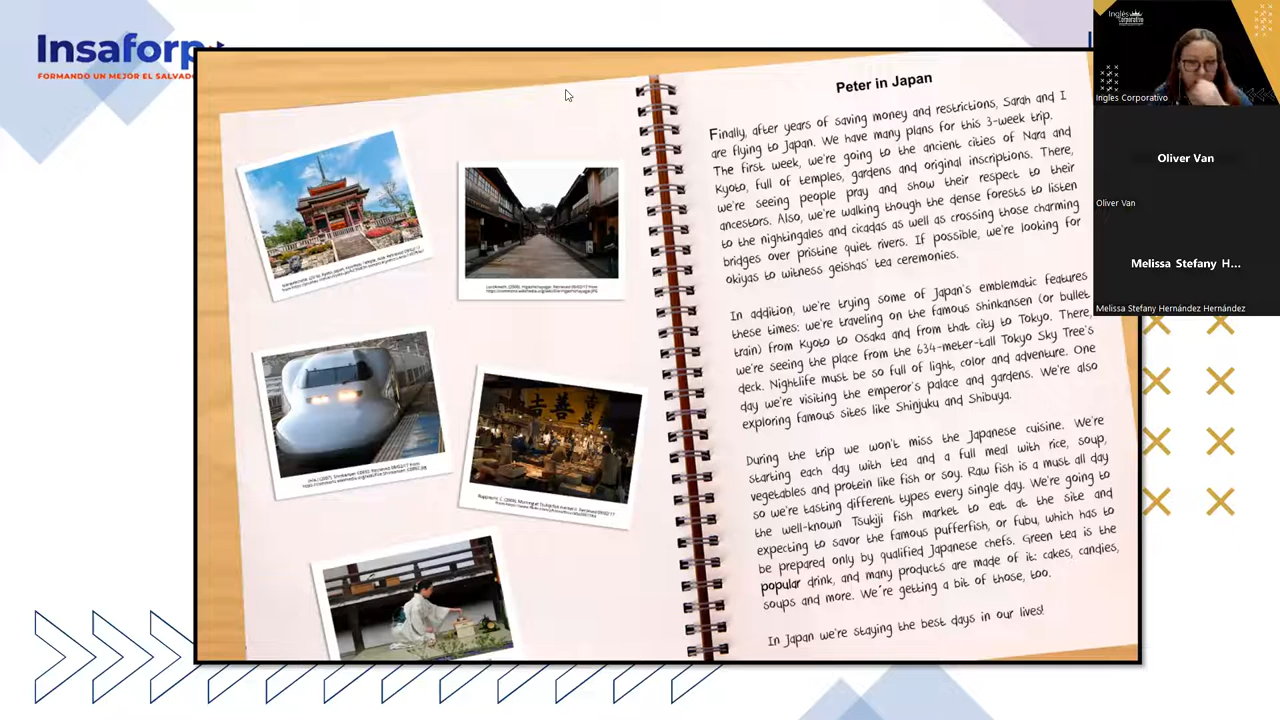 Insaforp
FORMANDO UN MEJOR EL SALVADO
Peter in Japan
Finally, after years of saving money and restrictions, Sarah and I
are flying to Japan. We have many plans for this 3-week trip.
The first week, we're going to the ancient cities of Nara and
Kyoto, full of temples, gardens and original inscriptions. There,
we're seeing people pray and show their respect to their
ancestors. Also, we're walking though the dense forests to listen
to the nightingales and cicadas as well as crossing those charming
bridges over pristine quiet rivers. If possible, we're looking for
okiyas to witness geishas' tea ceremonies.
In addition, we're trying some of Japan's emblematic features
these times: we're traveling on the famous shinkansen (or bullet
train) from Kyoto to Osaka and from that city to Tokyo. There,
we're seeing the place from the 634-meter-tall Tokyo Sky Tree's
deck. Nightlife must be so full of light, color and adventure. One
day we're visiting the emperor's palace and gardens. We're also
exploring famous sites like Shinjuku and Shibuya.
During the trip we won't miss the Japanese cuisine. We're
starting each day with tea and a full meal with rice, soup,
vegetables and protein like fish or soy. Raw fish is a must all day
so we're tasting different types every single day. We're going to
the well-known Tsukiji fish market to eat at the site and
expecting to savor the famous pufferfish, or fubu, which has to
be prepared only by qualified Japanese chefs. Green tea is the
popular drink, and many products are made of it: cakes, candies,
soups and more. We're getting a bit of those, too.
In Japan we're staying the best days in our lives!
Inglés
Corporativo
Ingles Corporativo
Oliver Van
Oliver Van
Melissa Stefany H...
Melissa Stefany Hernández Hernández